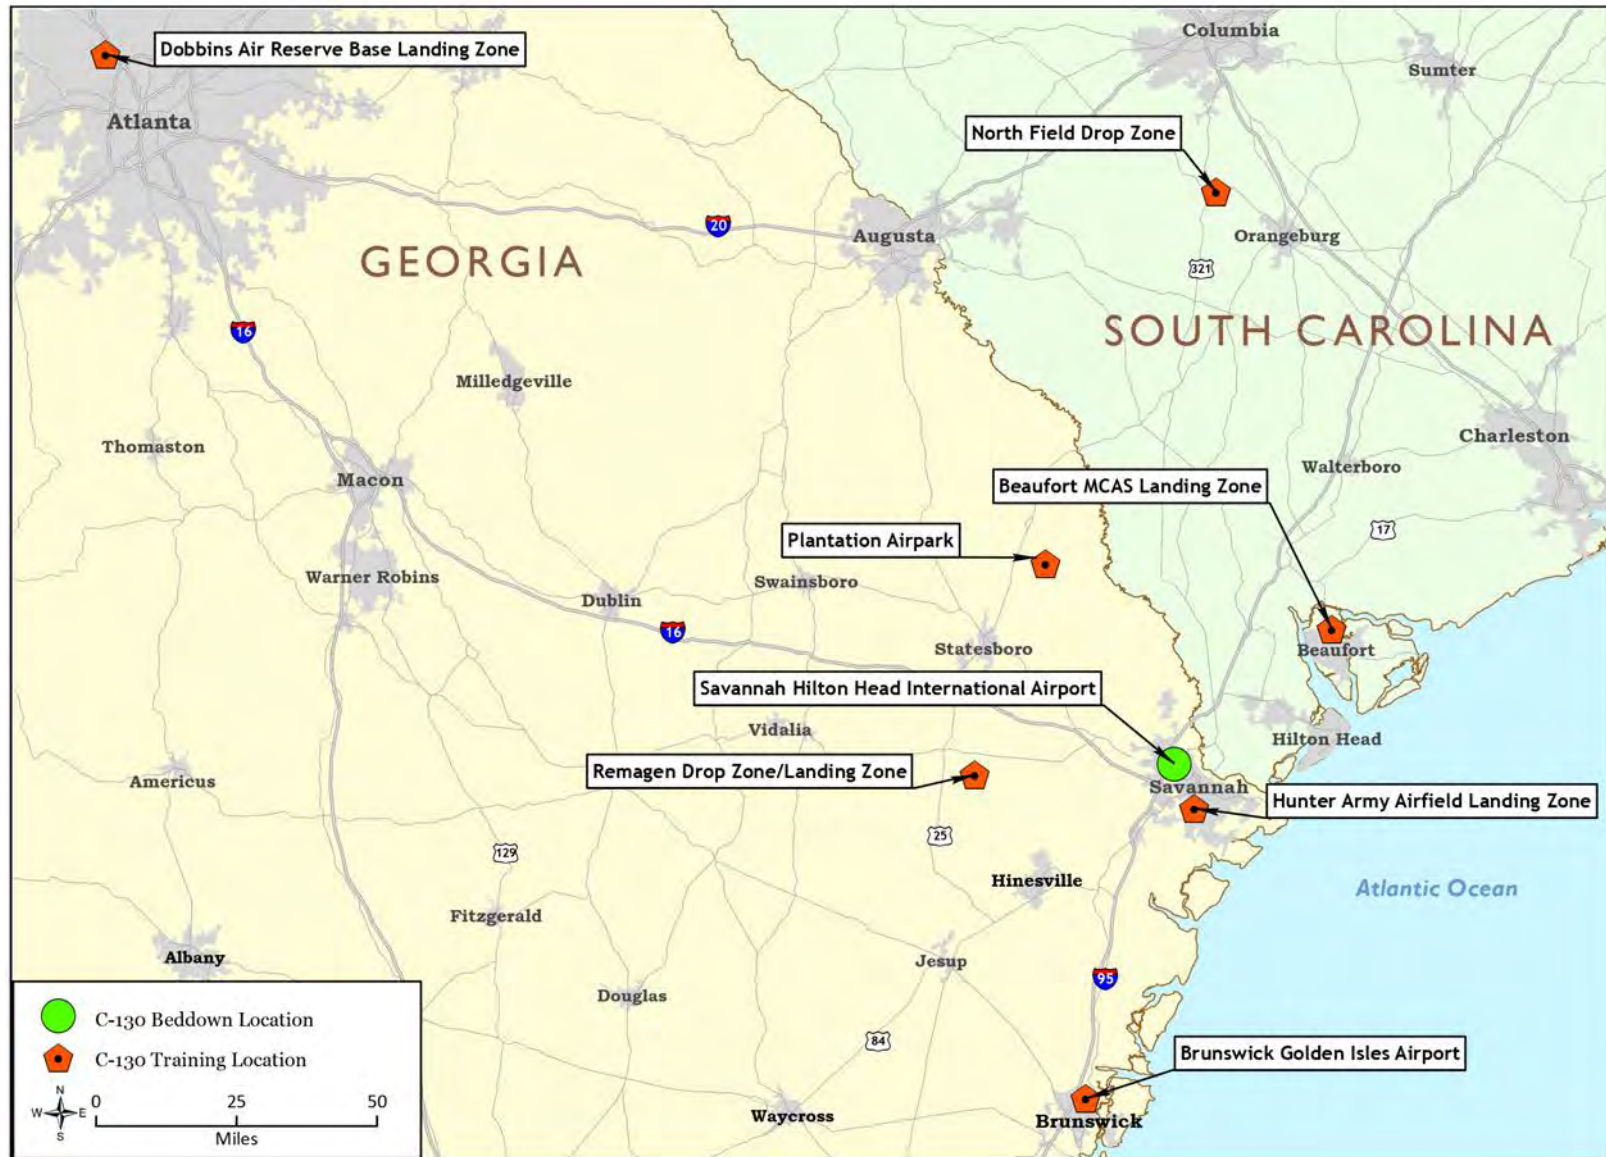 Columbia
Dobbins Air Reserve Base Landing Zone
Sumter
Atlanta
North Field Drop Zone
20
Augusta
Orangeburg
GEORGIA
321
16
SOUTH CAROLINA
Milledgeville
Thomaston
Charleston
Macon
Walterboro
Beaufort MCAS Landing Zone
17
Plantation Airpark
Warner Robins
Swainsboro
Dublin
16
Statesboro
Beaufort
Savannah Hilton Head International Airport
Vidalia
Hilton Head
Remagen Drop Zone/Landing Zone
Americus
Savannah
Hunter Army Airfield Landing Zone
25
129
Hinesville
Atlantic Ocean
Fitzgerald
Albany
Jesup
95
Douglas
C-130 Beddown Location
84
C-130 Training Location
Brunswick Golden Isles Airport
N
W E
S
0 25 50
Miles
Waycross
Brunswick